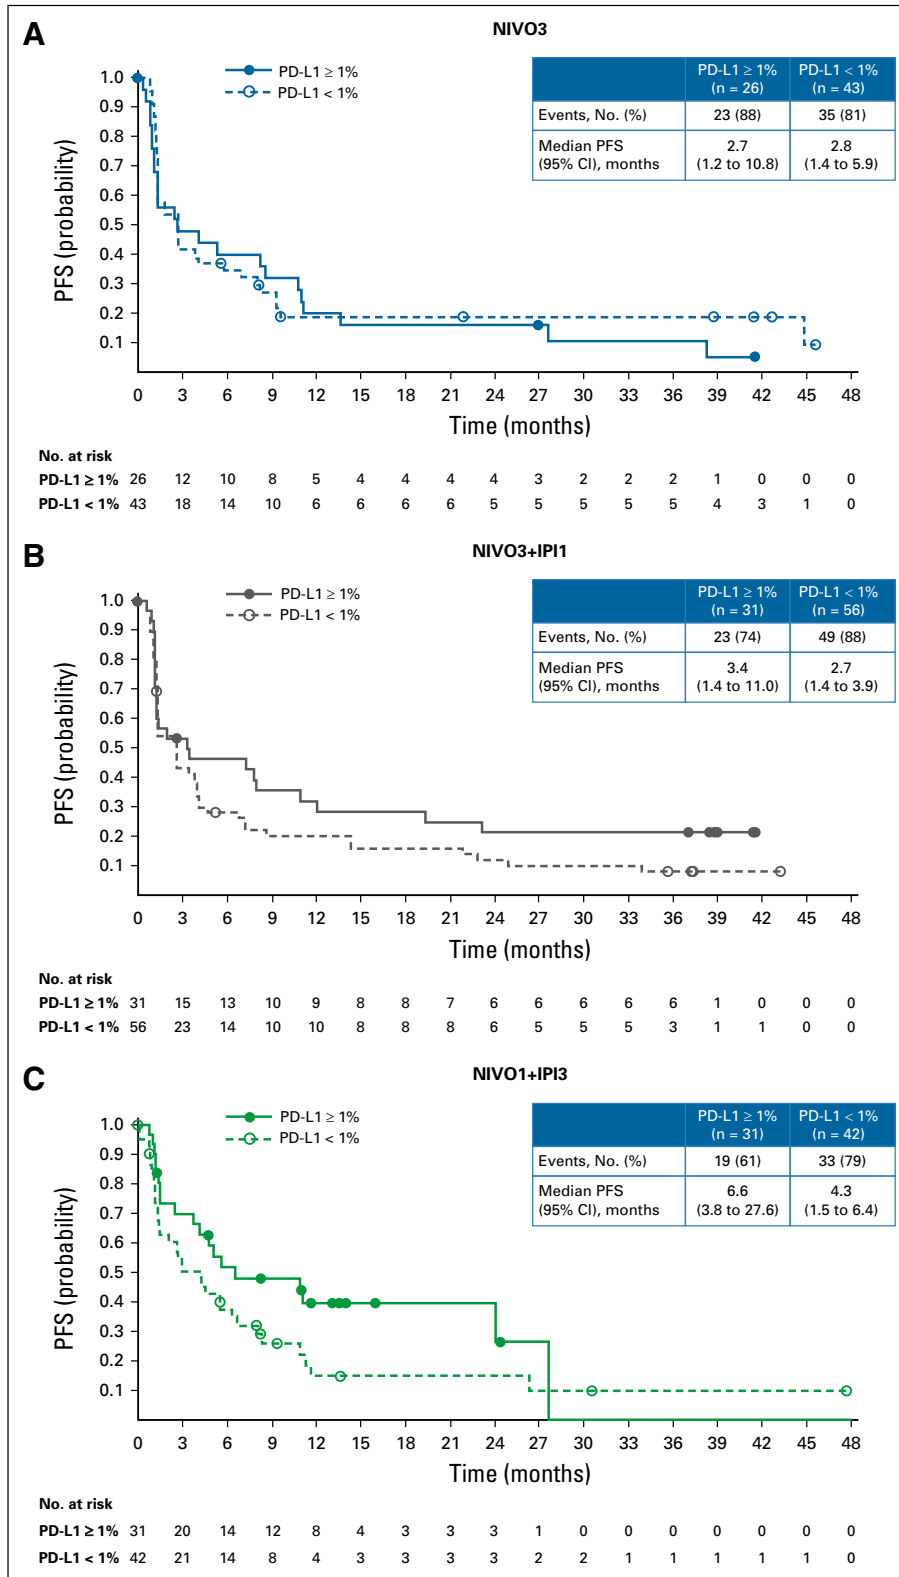 A
NIVO3
PD-L1 ≥ 1%
PD-L1 < 1%
PD-L1 ≥ 1% (n = 26)
PD-L1 < 1% (n = 43)
Events, No. (%) 23 (88) 35 (81)
Median PFS (95% CI), months 2.7 (1.2 to 10.8) 2.8 (1.4 to 5.9)
PFS (probability)
1.0
0.9
0.8
0.7
0.6
0.5
0.4
0.3
0.2
0.1
0 3 6 9 12 15 18 21 24 27 30 33 36 39 42 45 48
Time (months)
No. at risk
PD-L1 ≥ 1% 26 12 10 8 5 4 4 4 4 3 2 2 2 1 0 0 0
PD-L1 < 1% 43 18 14 10 6 6 6 6 5 5 5 5 5 4 3 1 0
B
NIVO3+IPI1
PD-L1 ≥ 1%
PD-L1 < 1%
PD-L1 ≥ 1% (n = 31)
PD-L1 < 1% (n = 56)
Events, No. (%) 23 (74) 49 (88)
Median PFS (95% CI), months 3.4 (1.4 to 11.0) 2.7 (1.4 to 3.9)
PFS (probability)
1.0
0.9
0.8
0.7
0.6
0.5
0.4
0.3
0.2
0.1
0 3 6 9 12 15 18 21 24 27 30 33 36 39 42 45 48
Time (months)
No. at risk
PD-L1 ≥ 1% 31 15 13 10 9 8 8 7 6 6 6 6 6 1 0 0 0
PD-L1 < 1% 56 23 14 10 10 8 8 8 6 5 5 5 3 1 1 0 0
C
NIVO1+IPI3
PD-L1 ≥ 1%
PD-L1 < 1%
PD-L1 ≥ 1% (n = 31)
PD-L1 < 1% (n = 42)
Events, No. (%) 19 (61) 33 (79)
Median PFS (95% CI), months 6.6 (3.8 to 27.6) 4.3 (1.5 to 6.4)
PFS (probability)
1.0
0.9
0.8
0.7
0.6
0.5
0.4
0.3
0.2
0.1
0 3 6 9 12 15 18 21 24 27 30 33 36 39 42 45 48
Time (months)
No. at risk
PD-L1 ≥ 1% 31 20 14 12 8 4 3 3 3 1 0 0 0 0 0 0 0
PD-L1 < 1% 42 21 14 8 4 3 3 3 3 2 2 1 1 1 1 1 0